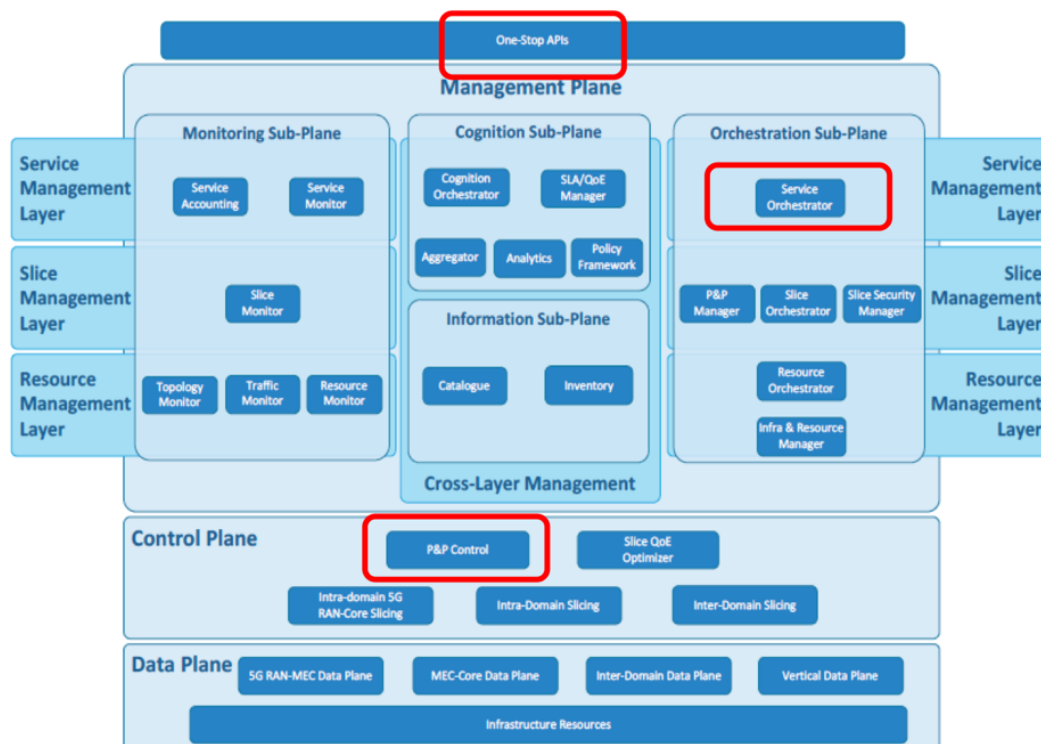 One-Stop APIs
Management Plane
Monitoring Sub-Plane
Cognition Sub-Plane
Orchestration Sub-Plane
Service
Management
Layer
Service
Accounting
Service
Monitor
Cognition
Orchestrator
SLA/QoE
Manager
Service
Orchestrator
Service
Management
Layer
Aggregator
Analytics
Policy
Framework
Slice
Management
Layer
Slice
Monitor
P&P
Manager
Slice
Orchestrator
Slice Security
Manager
Slice
Management
Layer
Information Sub-Plane
Resource
Management
Layer
Topology
Monitor
Traffic
Monitor
Resource
Monitor
Catalogue
Inventory
Resource
Orchestrator
Infra & Resource
Manager
Resource
Management
Layer
Cross-Layer Management
Control Plane
P&P Control
Slice QoE
Optimizer
Intra-domain 5G
RAN-Core Slicing
Intra-Domain Slicing
Inter-Domain Slicing
Data Plane
5G RAN-MEC Data Plane
MEC-Core Data Plane
Inter-Domain Data Plane
Vertical Data Plane
Infrastructure Resources